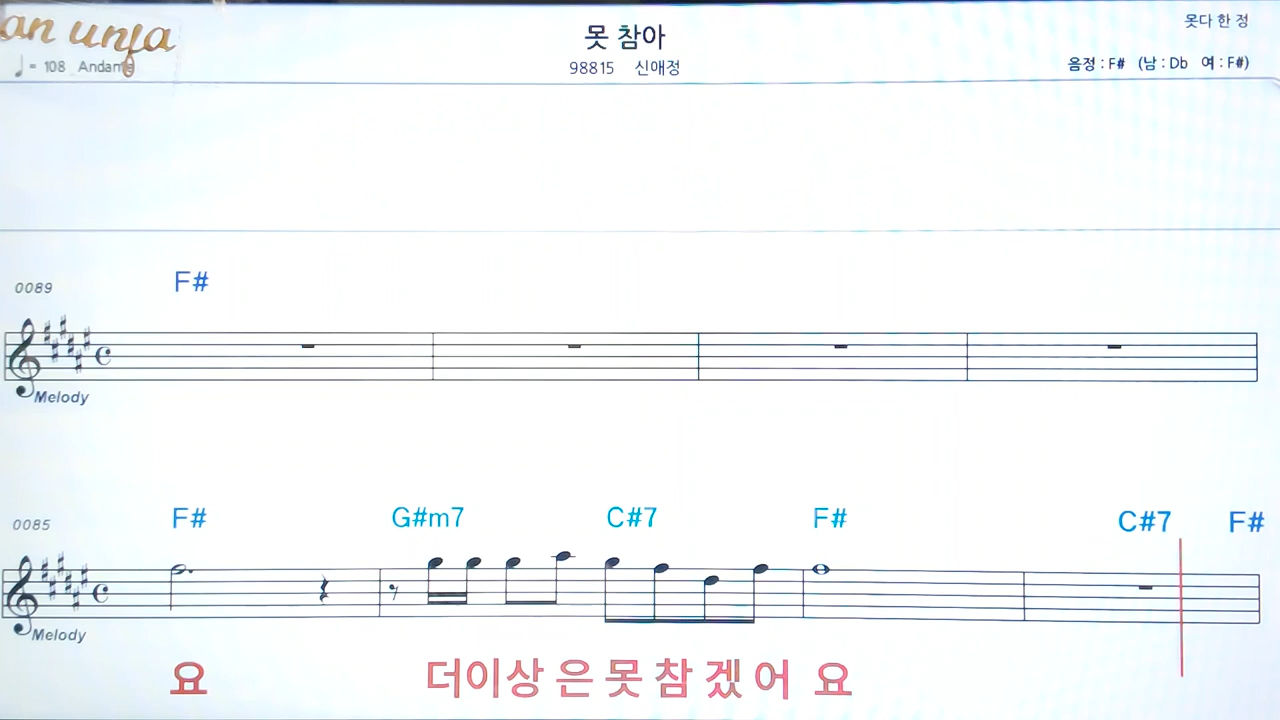 an unfa
못 참아
못다 한 정
♩ = 108 Andante
98815 신애정
음정 : F# (남 : Db 여 : F#)
0089 F#
Melody
0085 F# G#m7 C#7 F# C#7 F#
Melody
요 더이상 은 못 참 겠 어 요